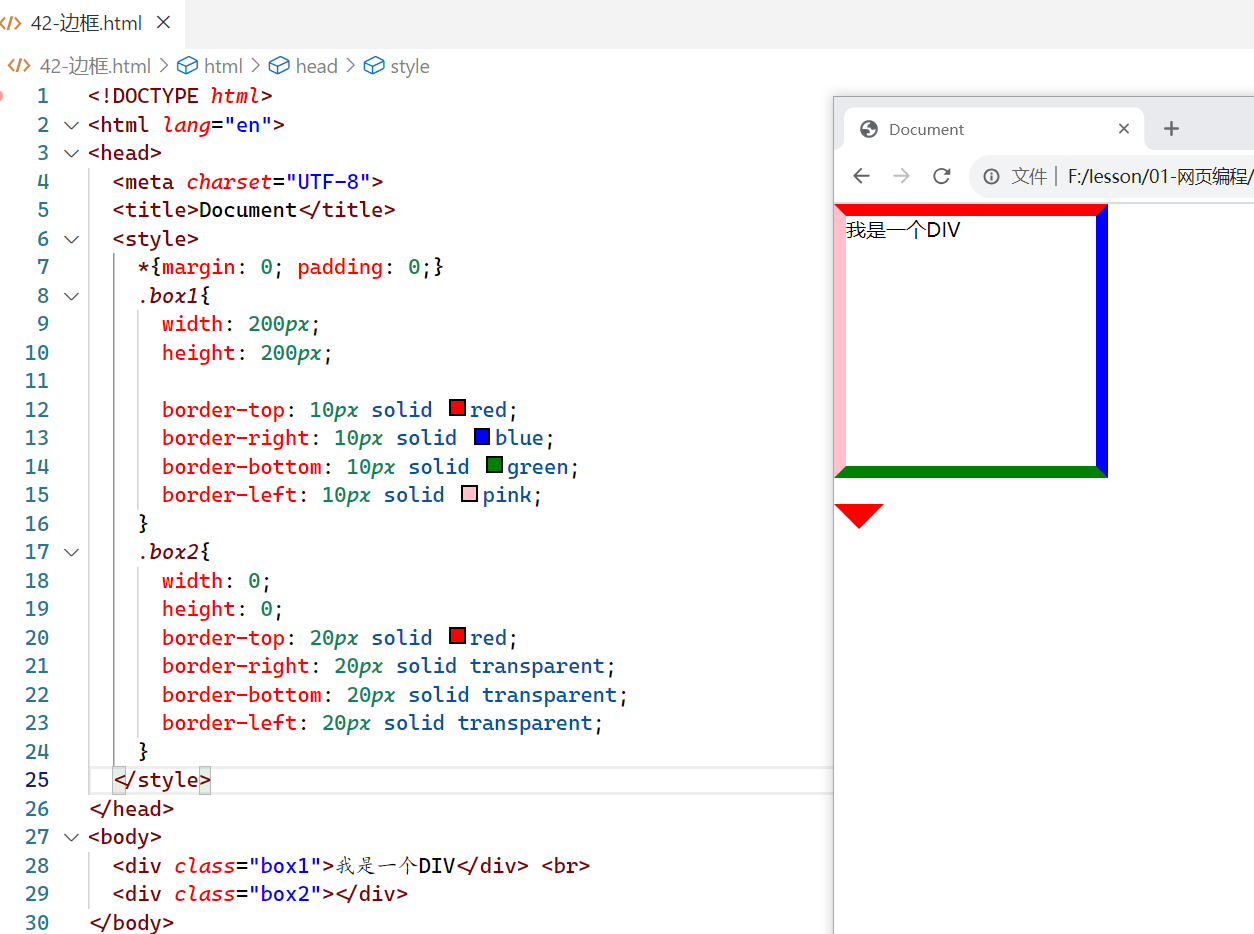 42-边框.html
42-边框.html > html > head > style
1 <!DOCTYPE html>
2 <html lang="en">
3 <head>
4 <meta charset="UTF-8">
5 <title>Document</title>
6 <style>
7 *{margin: 0; padding: 0;}
8 .box1{
9 width: 200px;
10 height: 200px;
11
12 border-top: 10px solid red;
13 border-right: 10px solid blue;
14 border-bottom: 10px solid green;
15 border-left: 10px solid pink;
16 }
17 .box2{
18 width: 0;
19 height: 0;
20 border-top: 20px solid red;
21 border-right: 20px solid transparent;
22 border-bottom: 20px solid transparent;
23 border-left: 20px solid transparent;
24 }
25 </style>
26 </head>
27 <body>
28 <div class="box1">我是一个DIV</div> <br>
29 <div class="box2"></div>
30 </body>
Document
文件 | F:/lesson/01-网页编程/
我是一个DIV